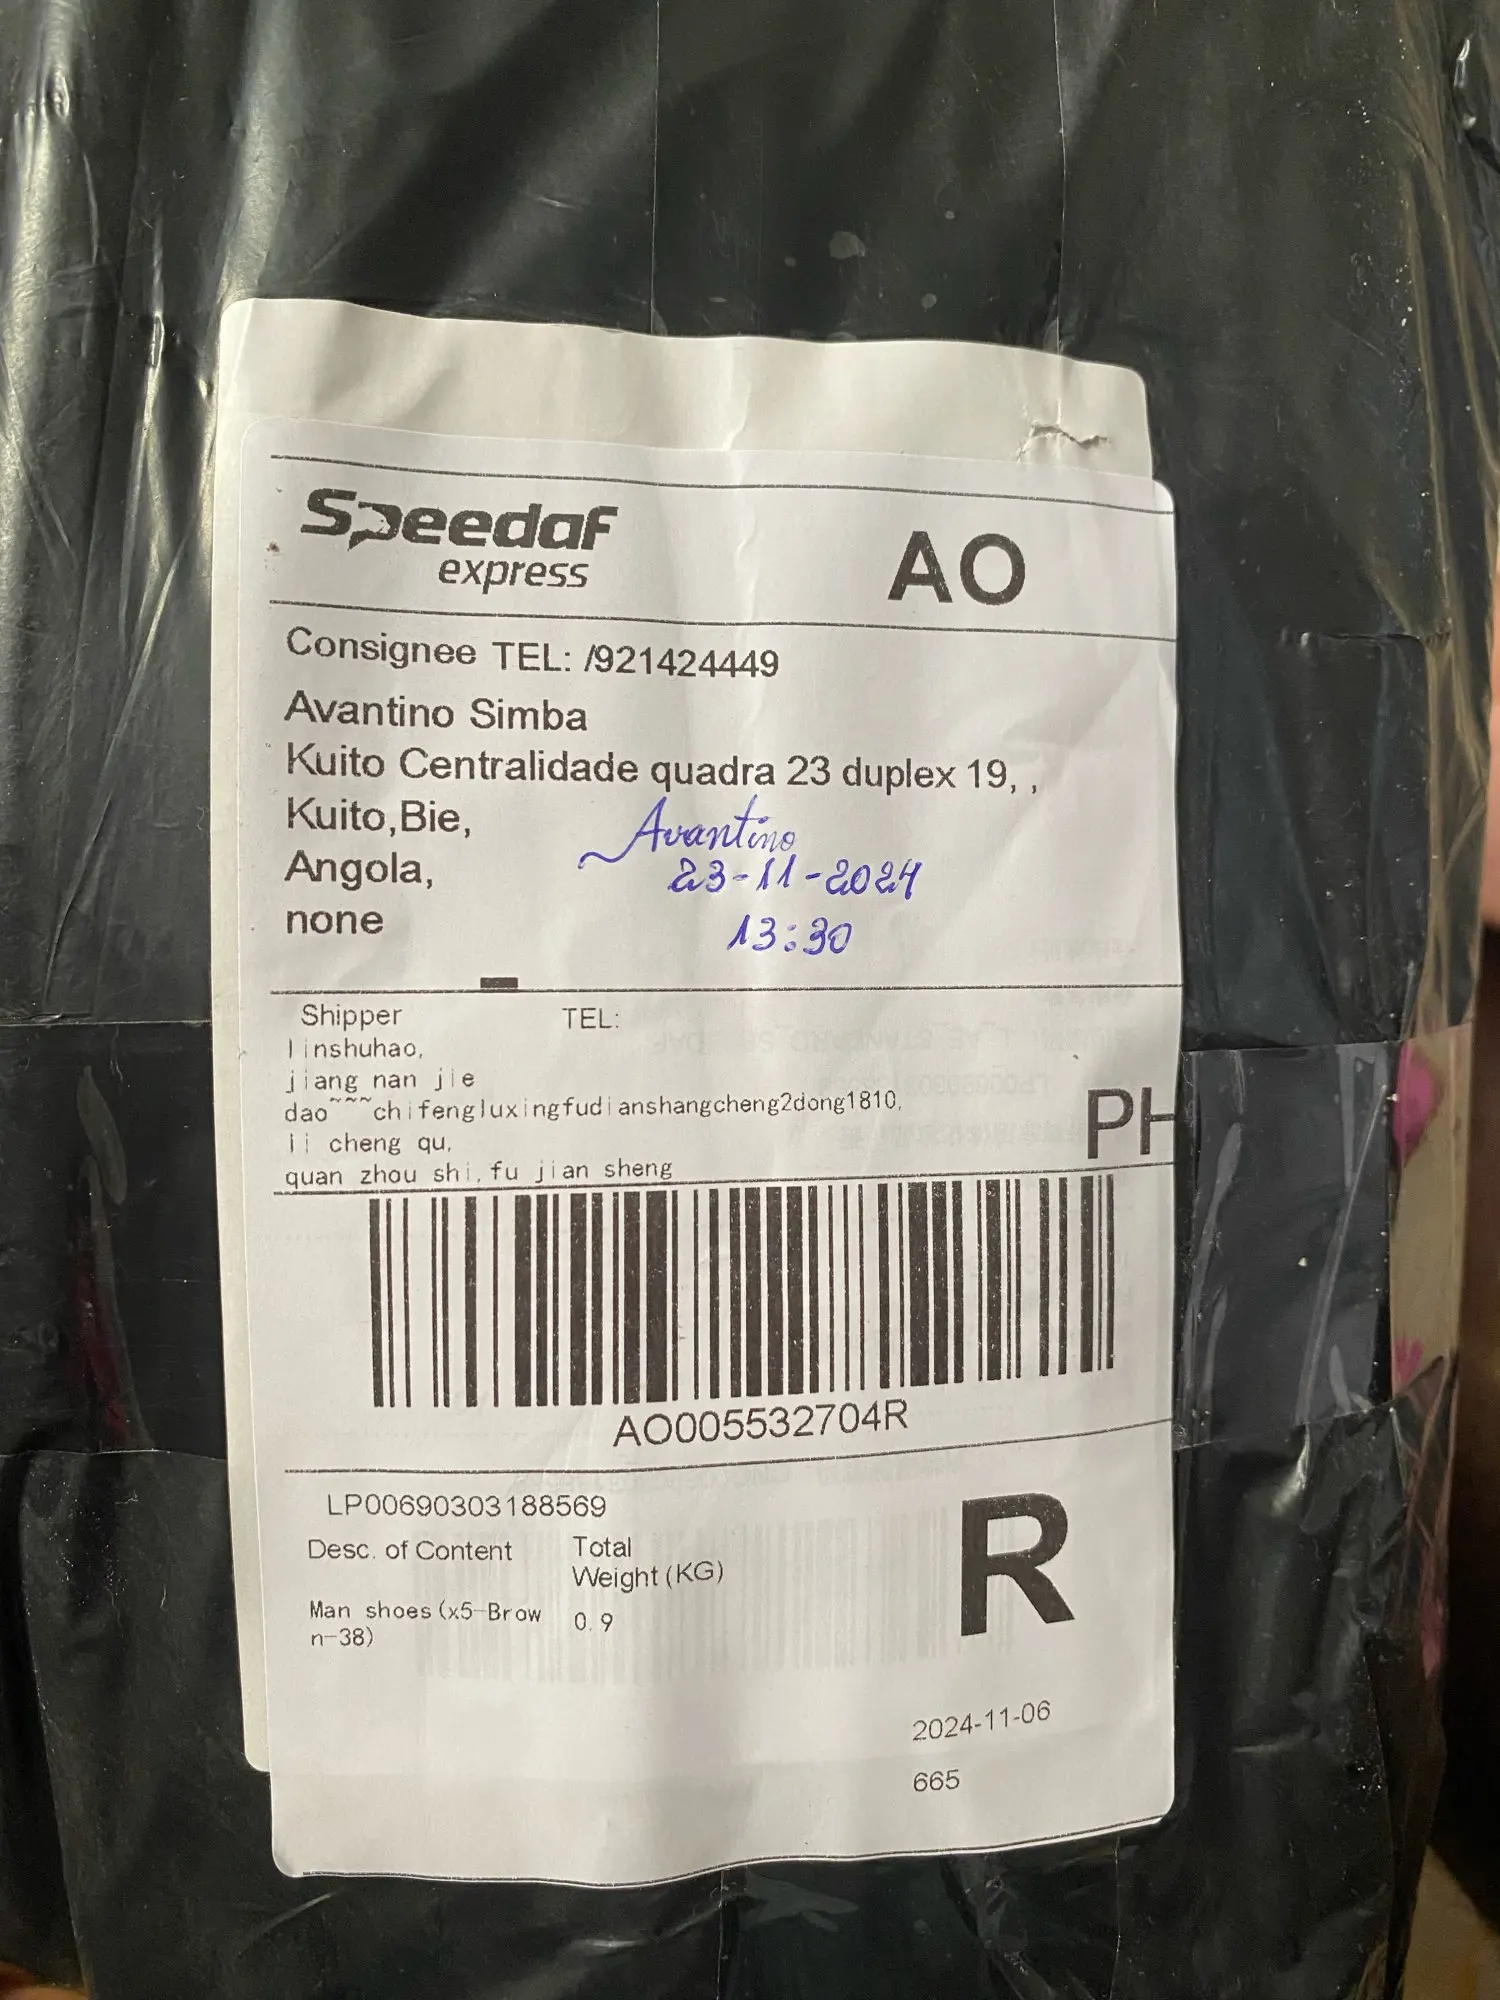 Speedaf
express
AO
Consignee TEL: /921424449
Avantino Simba
Kuito Centralidade quadra 23 duplex 19, ,
Kuito,Bie,
Angola,
none
Avantino
23-11-2024
13:30
Shipper TEL:
linshuhao,
jiang nan jie
dao~~~chifengluxingfudianshangcheng2dong1810,
li cheng qu,
quan zhou shi,fu jian sheng
PH
AO005532704R
LP00690303188569
Desc. of Content Total
Weight(KG)
Man shoes(x5-Brow 0.9
n-38)
R
2024-11-06
665